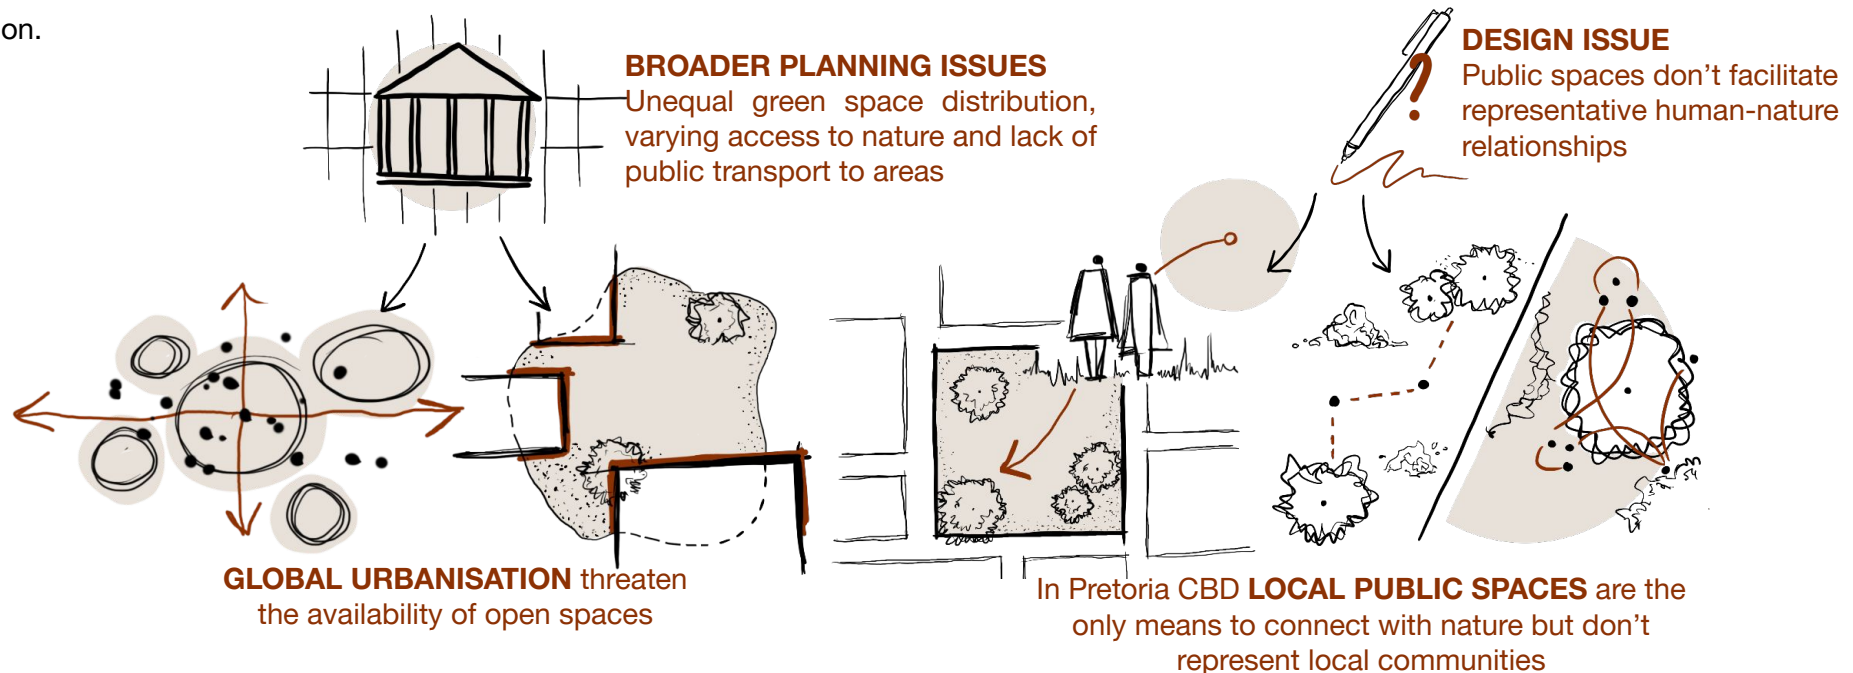 on.
BROADER PLANNING ISSUES
Unequal green space distribution,
varying access to nature and lack of
public transport to areas
DESIGN ISSUE
Public spaces don't facilitate
representative human-nature
relationships
?
GLOBAL URBANISATION threaten
the availability of open spaces
In Pretoria CBD LOCAL PUBLIC SPACES are the
only means to connect with nature but don't
represent local communities